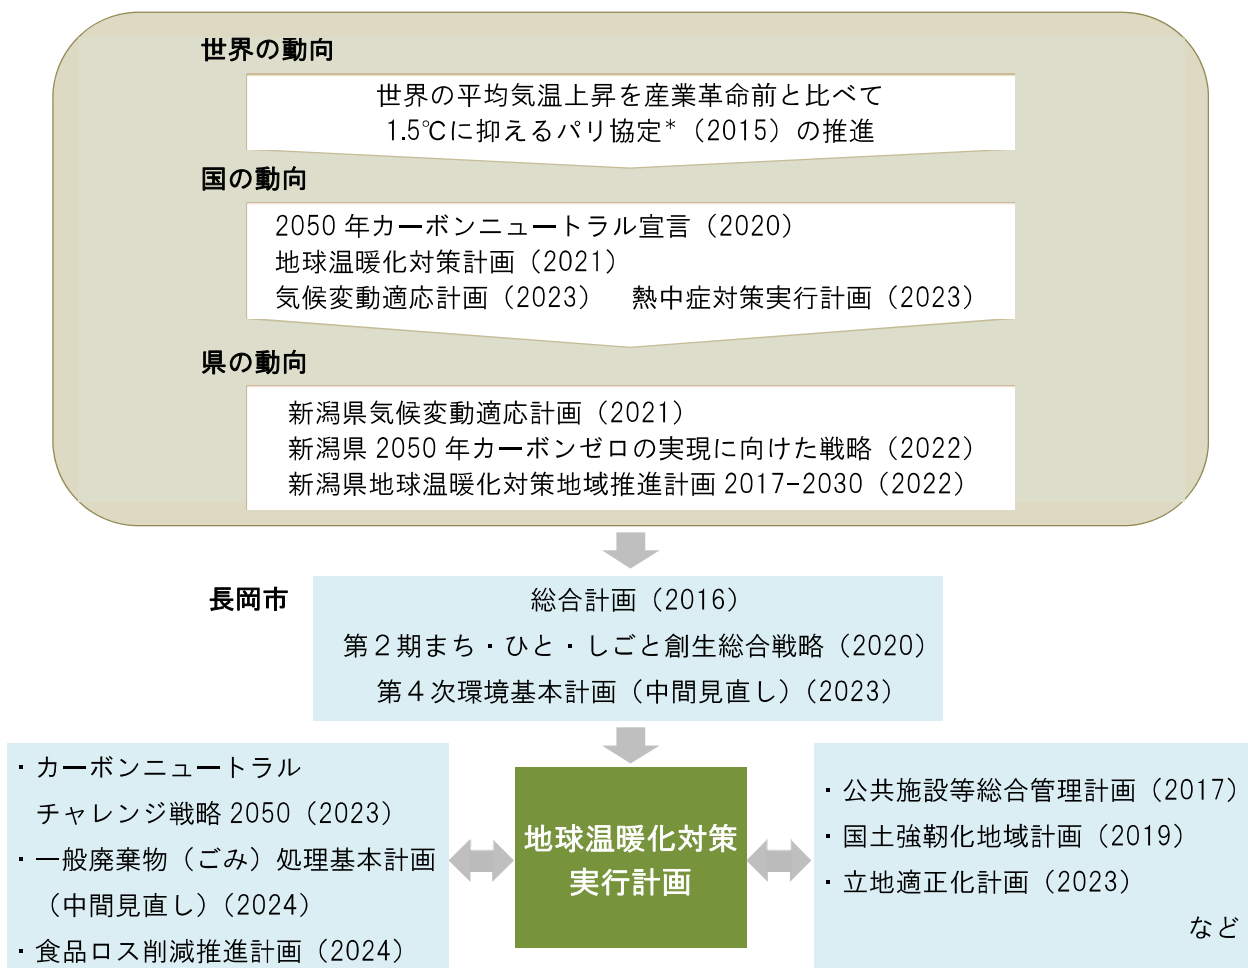 世界の動向
世界の平均気温上昇を産業革命前と比べて
1.5℃に抑えるパリ協定*（2015）の推進
国の動向
2050 年カーボンニュートラル宣言（2020）
地球温暖化対策計画（2021）
気候変動適応計画（2023）　熱中症対策実行計画（2023）
県の動向
新潟県気候変動適応計画（2021）
新潟県 2050 年カーボンゼロの実現に向けた戦略（2022）
新潟県地球温暖化対策地域推進計画 2017-2030（2022）
長岡市
総合計画（2016）
第２期まち・ひと・しごと創生総合戦略（2020）
第４次環境基本計画（中間見直し）（2023）
・カーボンニュートラル
チャレンジ戦略 2050（2023）
・一般廃棄物（ごみ）処理基本計画
（中間見直し）（2024）
・食品ロス削減推進計画（2024）
地球温暖化対策
実行計画
・公共施設等総合管理計画（2017）
・国土強靭化地域計画（2019）
・立地適正化計画（2023）
など